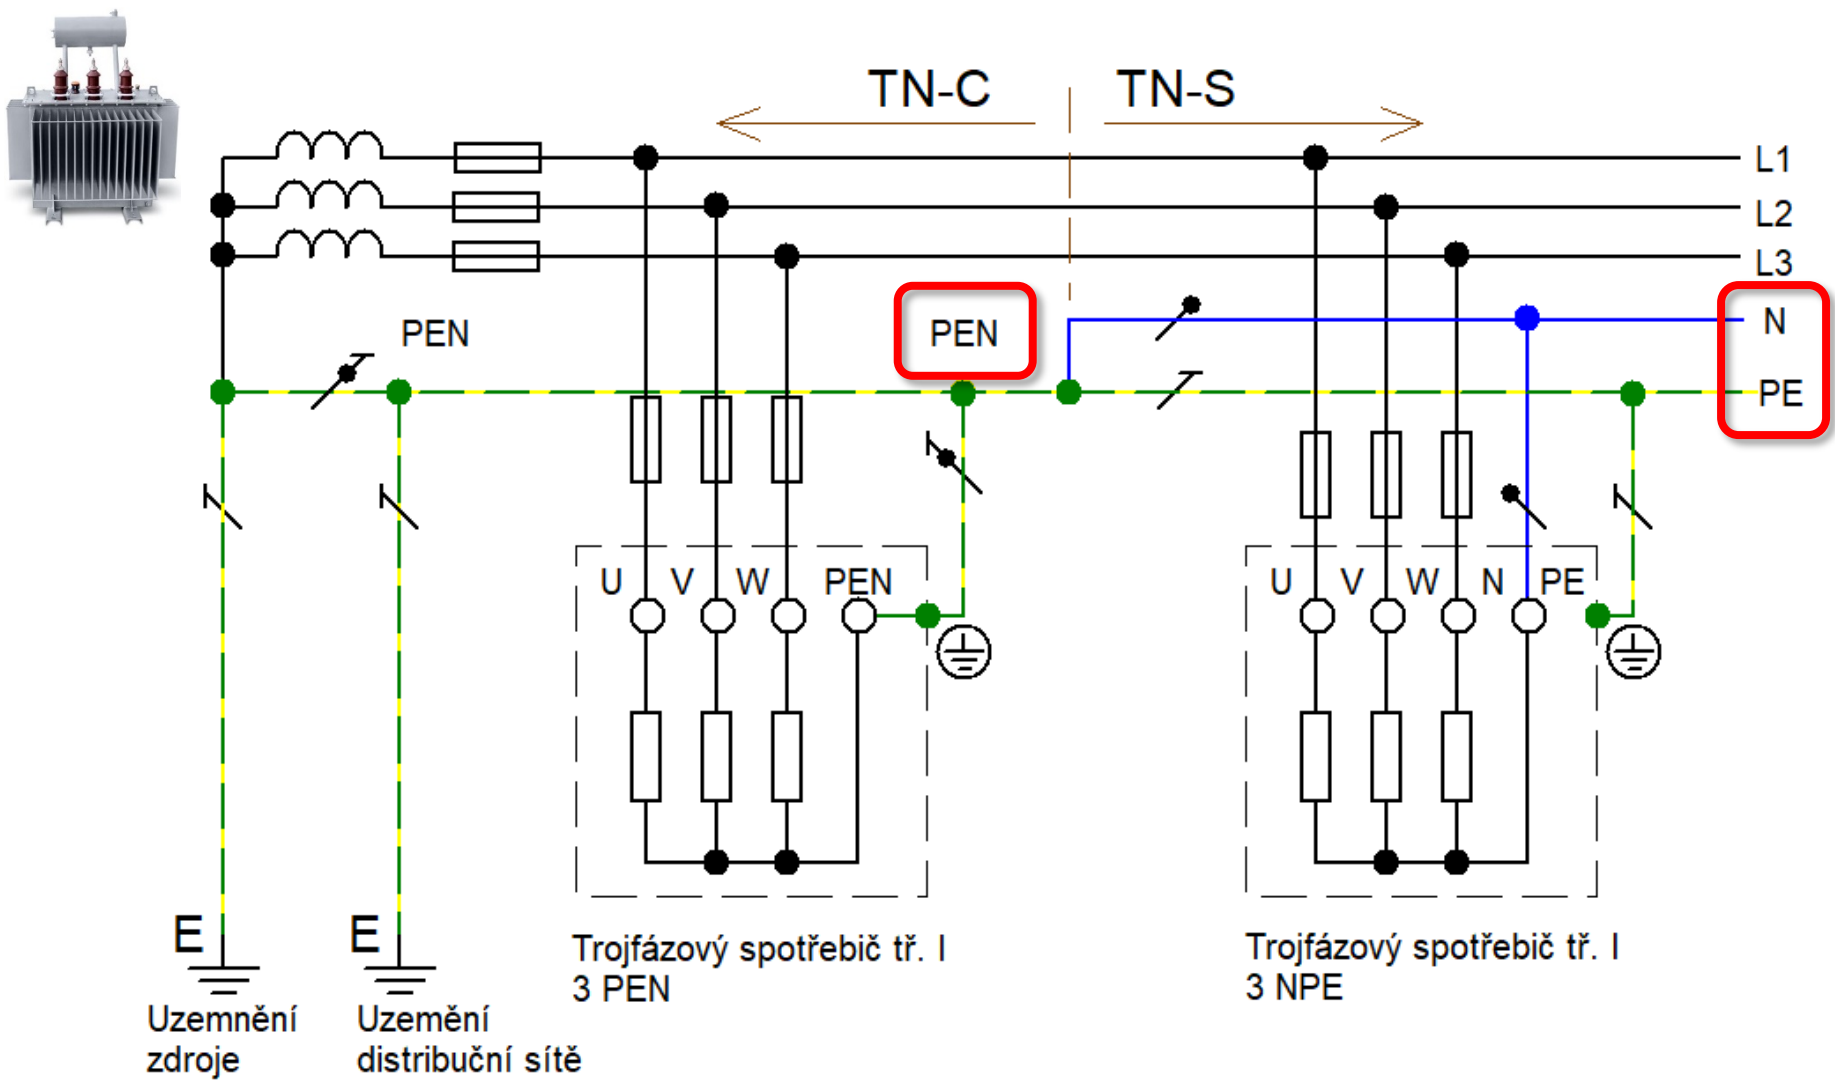 TN-C
TN-S
L1
L2
L3
PEN
PEN
N
PE
U V W PEN
U V W N PE
E
E
Uzemnění
zdroje
Uzemění
distribuční sítě
Trojfázový spotřebič tř. I
3 PEN
Trojfázový spotřebič tř. I
3 NPE